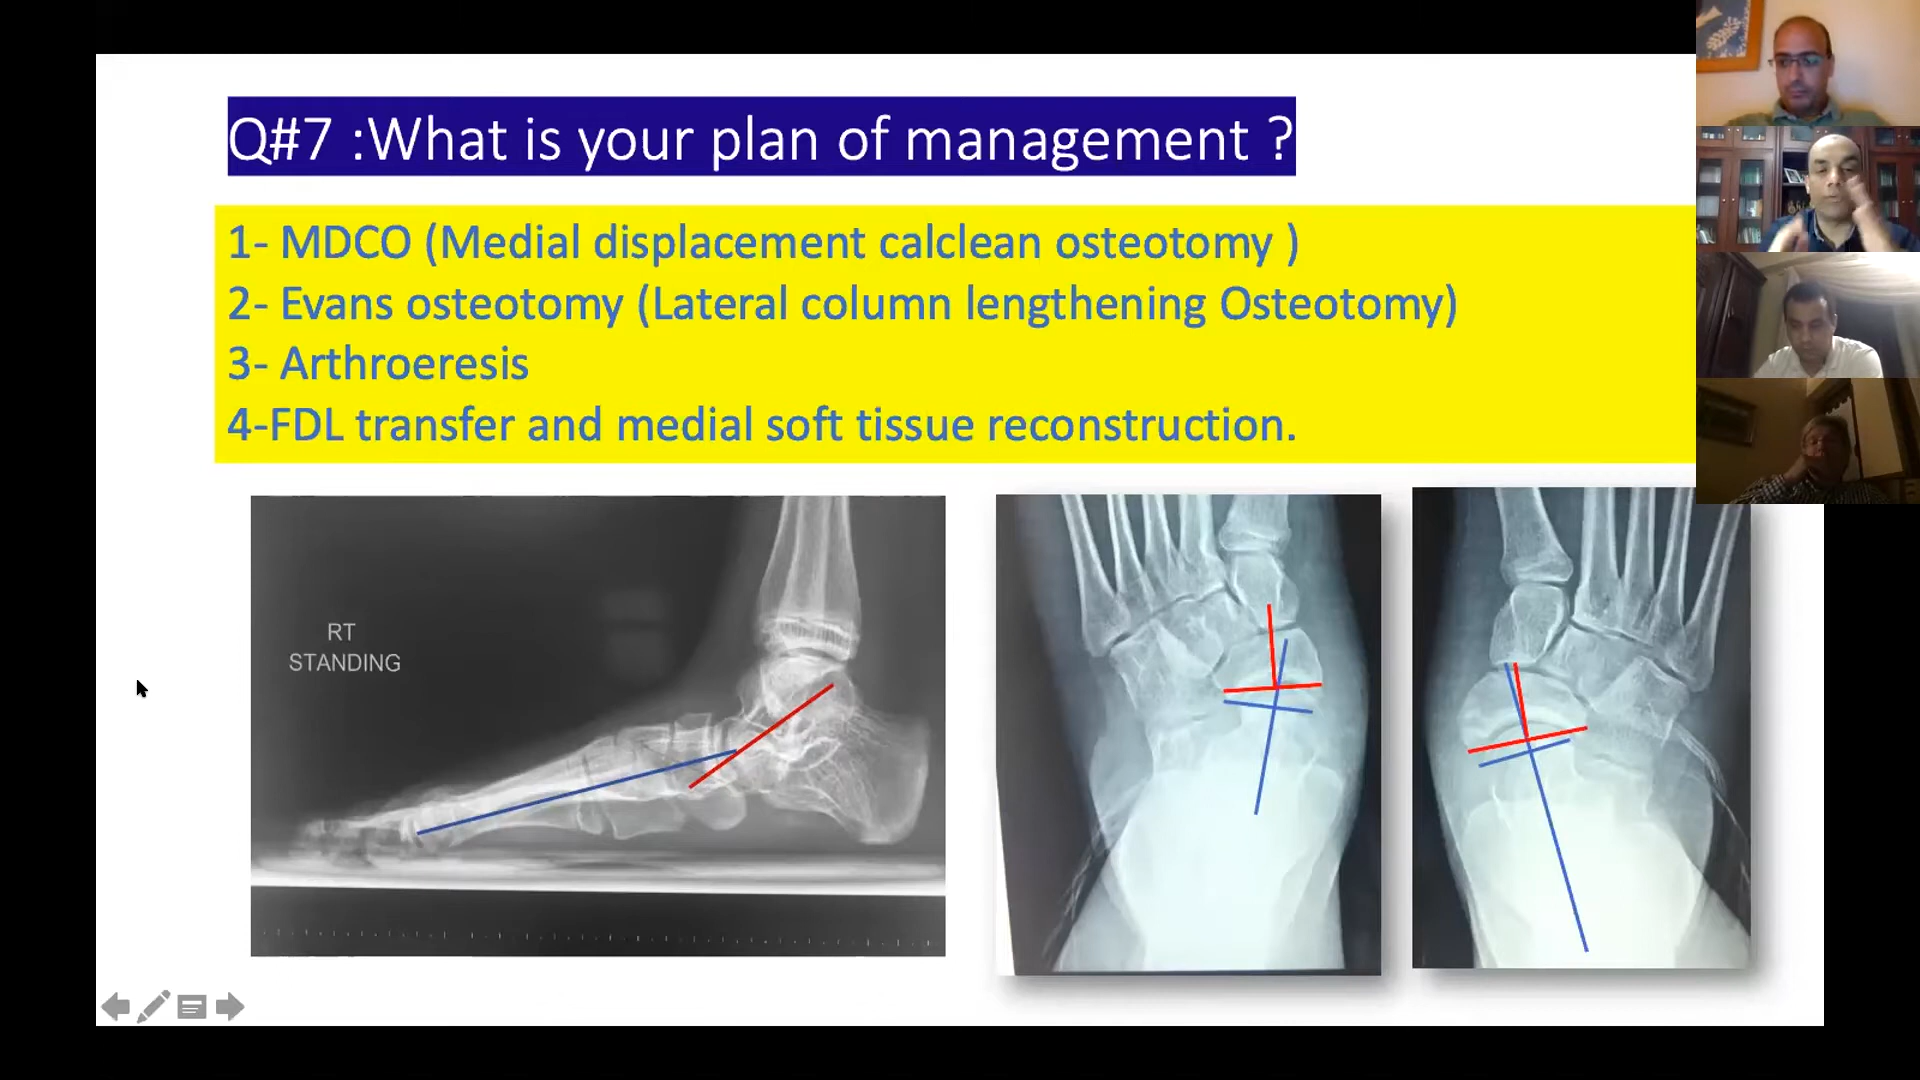 Q#7 :What is your plan of management ?
1- MDCO (Medial displacement calclean osteotomy )
2- Evans osteotomy (Lateral column lengthening Osteotomy)
3- Arthroeresis
4-FDL transfer and medial soft tissue reconstruction.
RT
STANDING